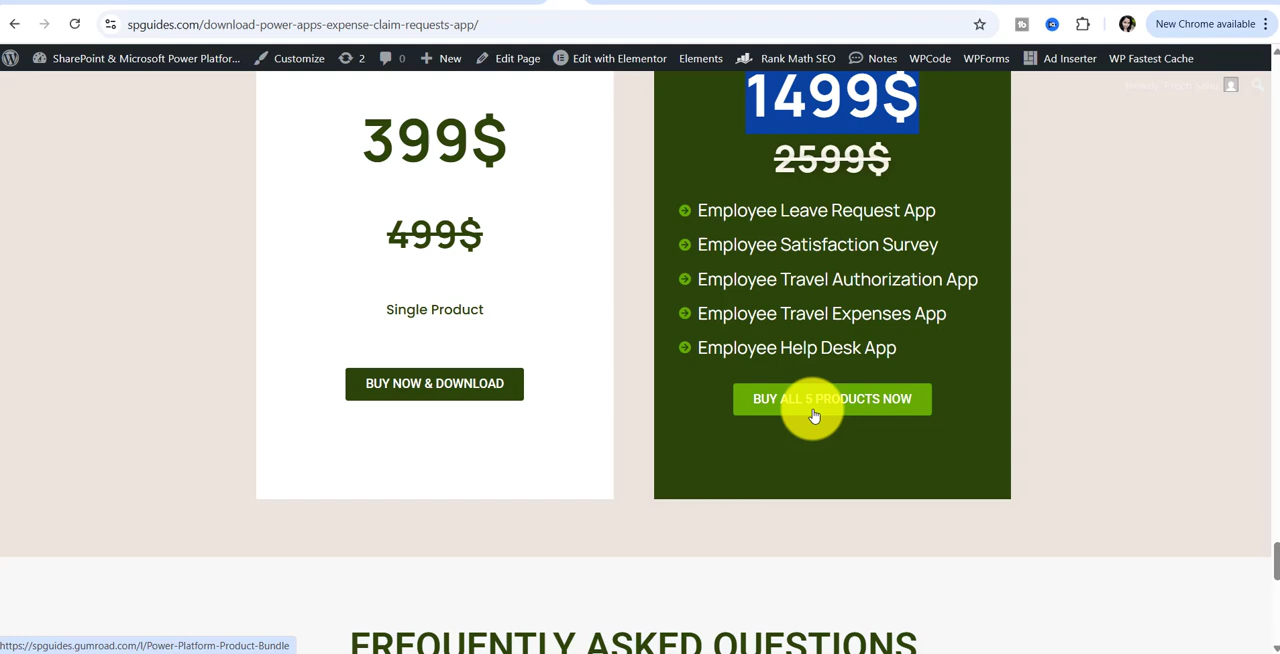 spguides.com/download-power-apps-expense-claim-requests-app/
New Chrome available
SharePoint & Microsoft Power Platfor...
Customize
2
0
New
Edit Page
Edit with Elementor
Elements
Rank Math SEO
Notes
WPCode
WPForms
Ad Inserter
WP Fastest Cache
399$
499$
Single Product
BUY NOW & DOWNLOAD
1499$
2599$
Employee Leave Request App
Employee Satisfaction Survey
Employee Travel Authorization App
Employee Travel Expenses App
Employee Help Desk App
BUY ALL 5 PRODUCTS NOW
FREQUENTLY ASKED QUESTIONS
https://spguides.gumroad.com/l/Power-Platform-Product-Bundle